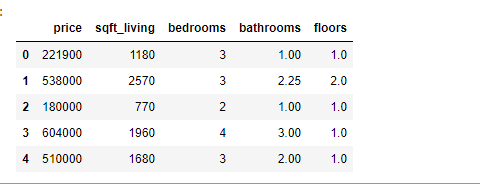 :
price sqft_living bedrooms bathrooms floors
0 221900 1180 3 1.00 1.0
1 538000 2570 3 2.25 2.0
2 180000 770 2 1.00 1.0
3 604000 1960 4 3.00 1.0
4 510000 1680 3 2.00 1.0